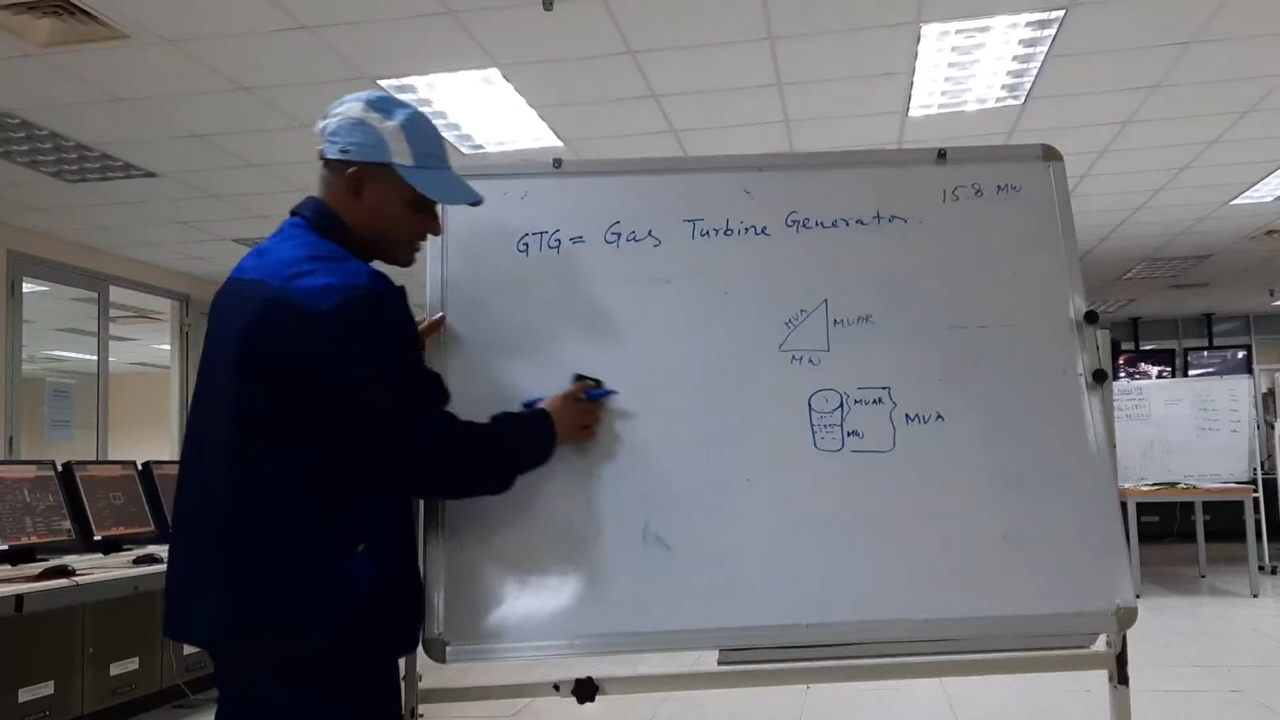 15.8 MW
GTG = Gas Turbine Generator.
MVA
MVAR
MW
MVAR
MW
MVA